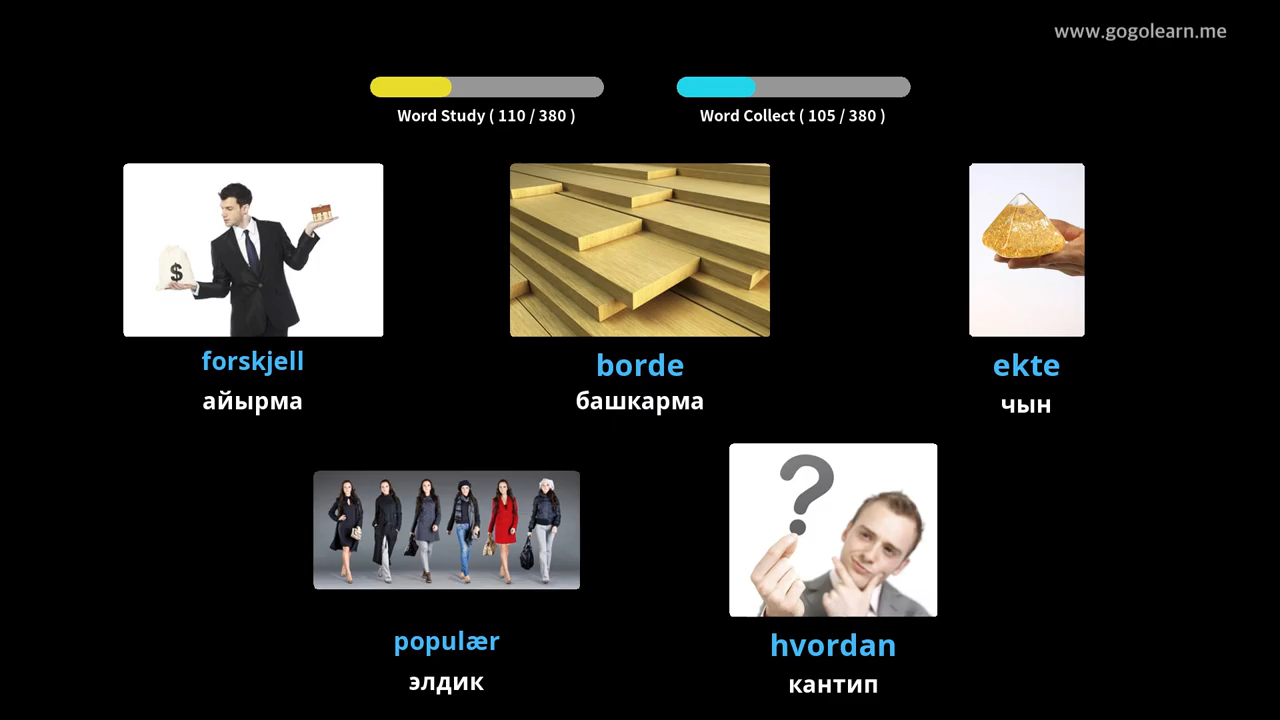 www.gogolearn.me
Word Study ( 110 / 380 )
Word Collect ( 105 / 380 )
$
forskjell
айырма
borde
башкарма
ekte
чын
?
populær
элдик
hvordan
кантип